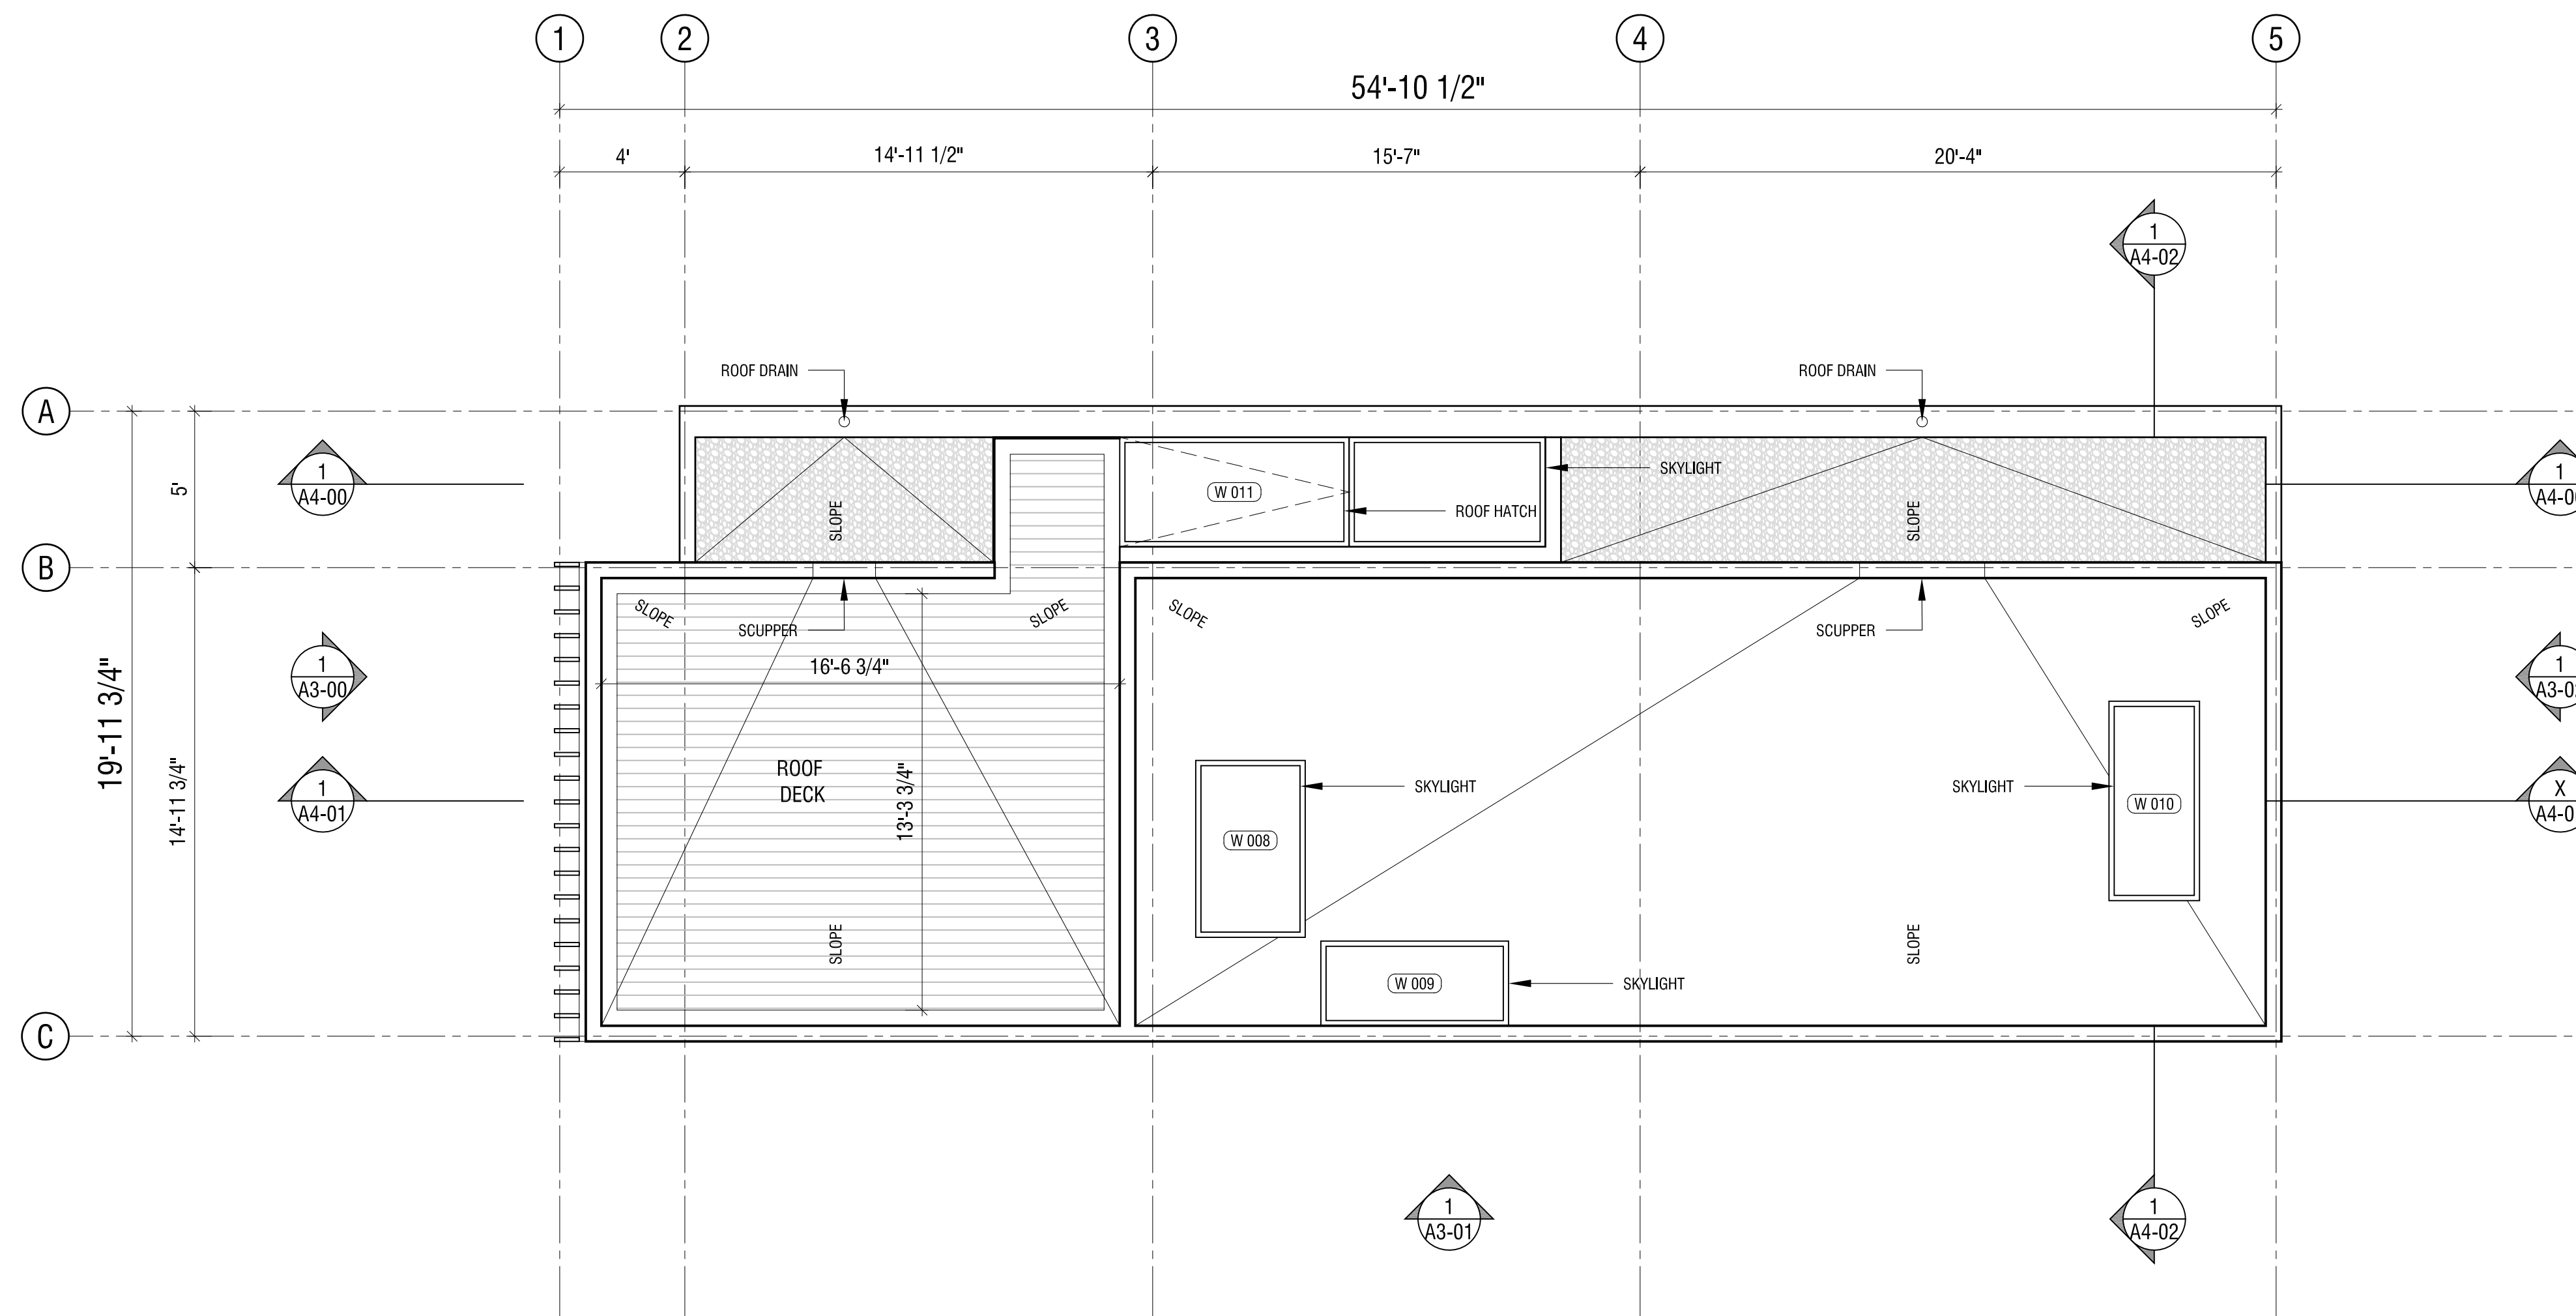 1
2
3
4
5
54'-10 1/2"
4'
14'-11 1/2"
15'-7"
20'-4"
1
A4-02
ROOF DRAIN
ROOF DRAIN
A
1
A4-00
5'
SLOPE
W 011
SKYLIGHT
ROOF HATCH
SLOPE
1
B
SLOPE
SLOPE
SLOPE
SLOPE
SCUPPER
SCUPPER
1
A3-00
16'-6 3/4"
1
19'-11 3/4"
14'-11 3/4"
1
A4-01
ROOF
DECK
13'-3 3/4"
SKYLIGHT
W 008
SKYLIGHT
W 010
X
SLOPE
SLOPE
W 009
SKYLIGHT
C
1
A3-01
1
A4-02